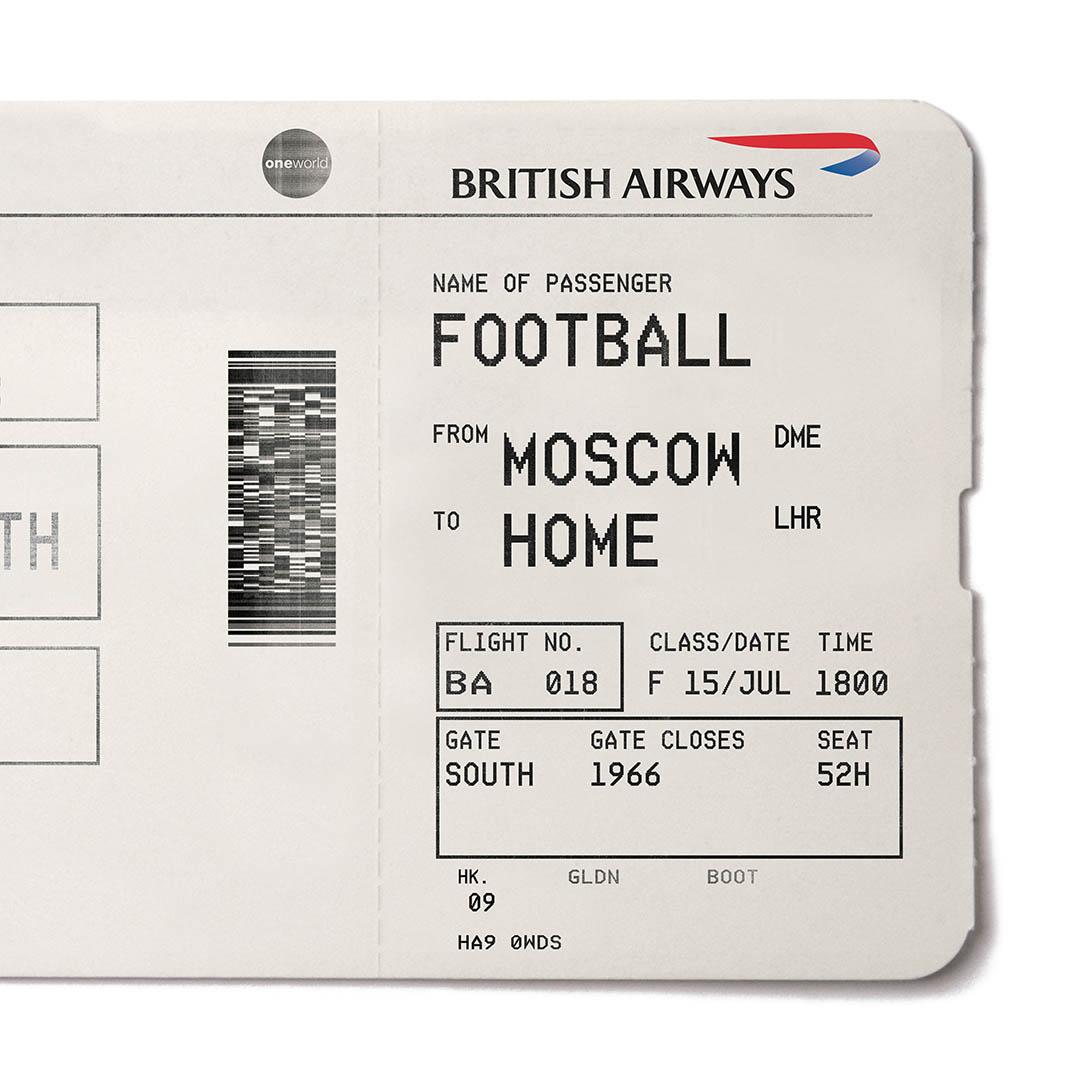 oneworld
BRITISH AIRWAYS
NAME OF PASSENGER
FOOTBALL
FROM MOSCOW DME
TO HOME LHR
TH
FLIGHT NO. CLASS/DATE TIME
BA 018 F 15/JUL 1800
GATE GATE CLOSES SEAT
SOUTH 1966 52H
HK. GLDN BOOT
09
HA9 0WDS